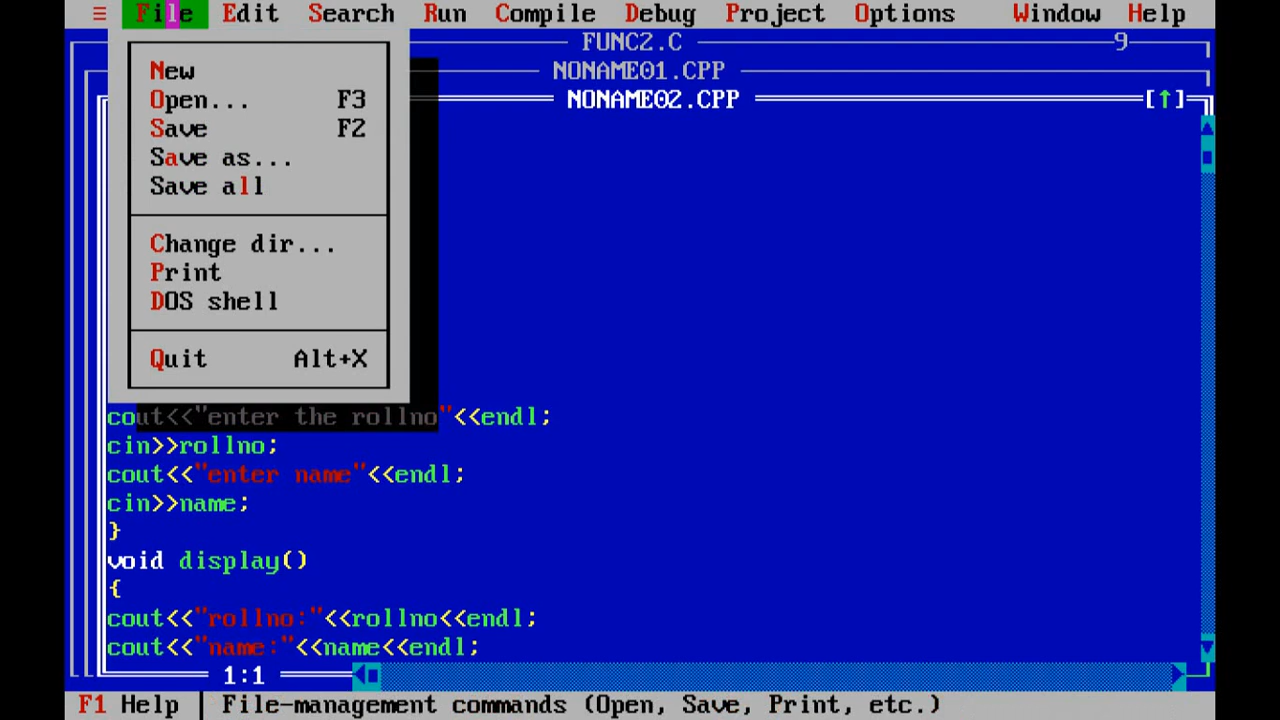 ≡ File Edit Search Run Compile Debug Project Options Window Help
FUNC2.C 9
NONAME01.CPP
NONAME02.CPP [↑]
New
Open... F3
Save F2
Save as...
Save all
Change dir...
Print
DOS shell
Quit Alt+X
cout<<"enter the rollno"<<endl;
cin>>rollno;
cout<<"enter name"<<endl;
cin>>name;
}
void display()
{
cout<<"rollno:"<<rollno<<endl;
cout<<"name:"<<name<<endl;
1:1
F1 Help | File-management commands (Open, Save, Print, etc.)